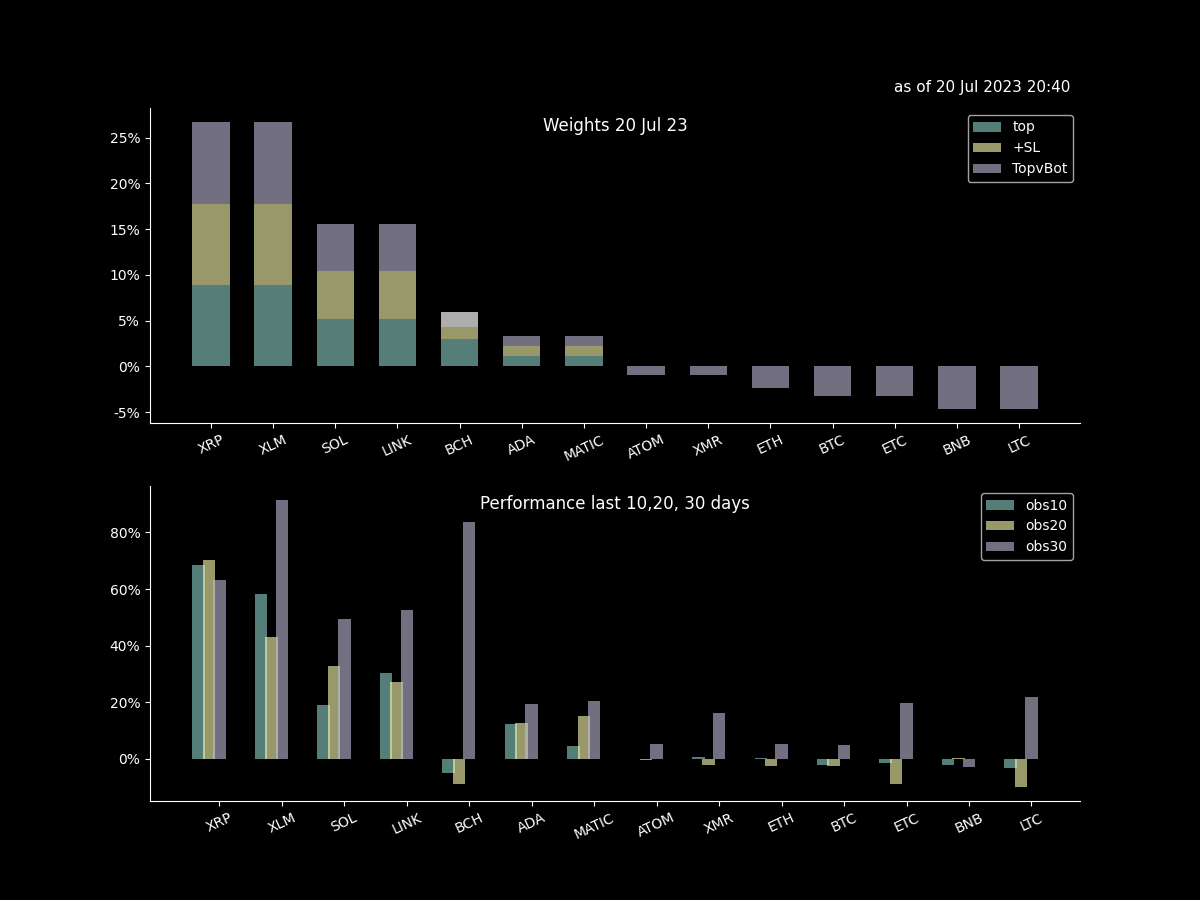 as of 20 Jul 2023 20:40
Weights 20 Jul 23
top
+SL
TopvBot
25%
20%
15%
10%
5%
0%
-5%
XRP XLM SOL LINK BCH ADA MATIC ATOM XMR ETH BTC ETC BNB LTC
Performance last 10,20, 30 days
obs10
obs20
obs30
80%
60%
40%
20%
0%
XRP XLM SOL LINK BCH ADA MATIC ATOM XMR ETH BTC ETC BNB LTC